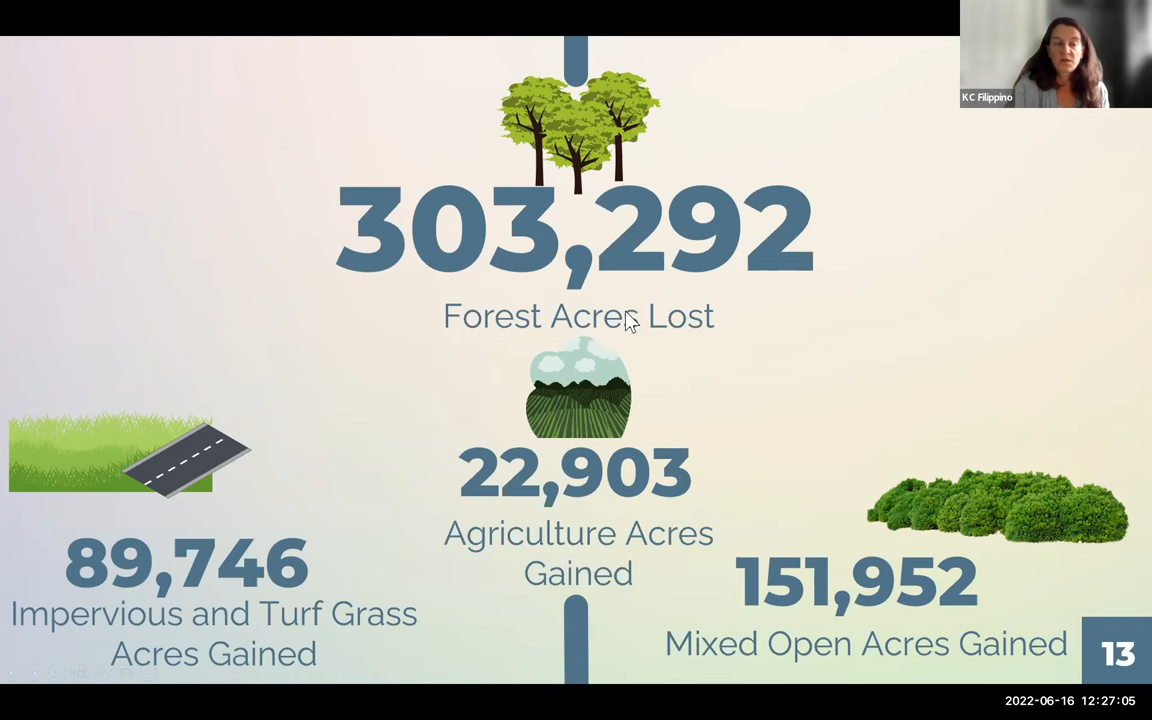 KC Filippino
303,292
Forest Acres Lost
22,903
Agriculture Acres
Gained
89,746
Impervious and Turf Grass
Acres Gained
151,952
Mixed Open Acres Gained
13
2022-06-16 12:27:05